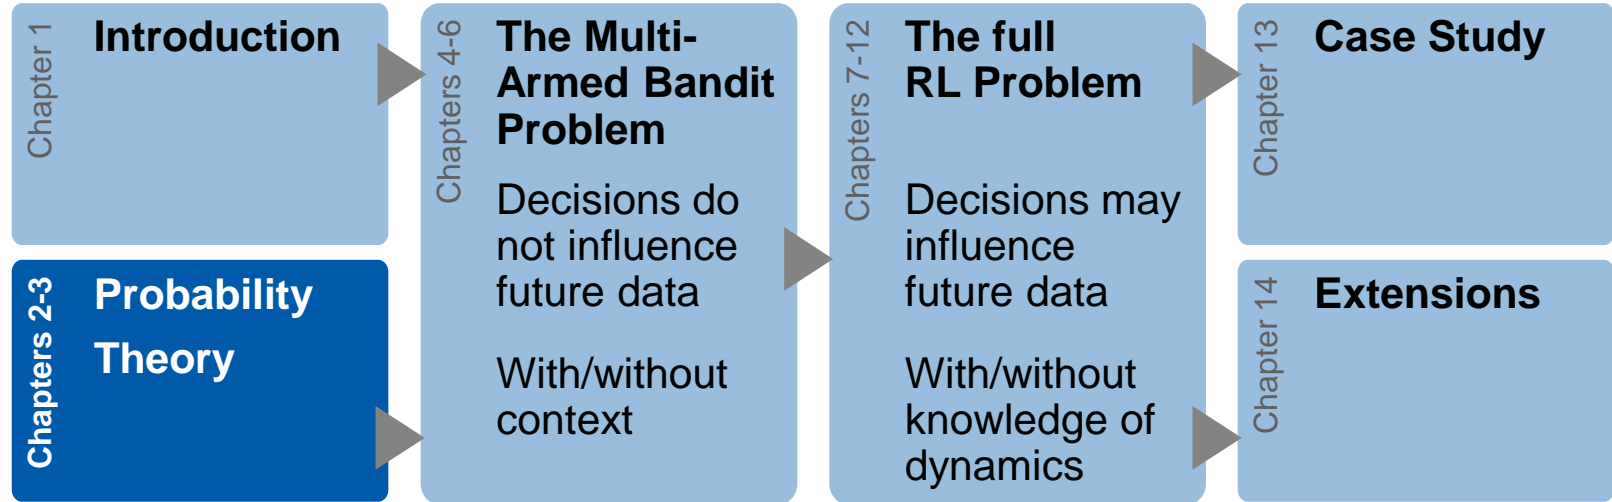 Chapter 1
Introduction
Chapters 2-3
Probability
Theory
Chapters 4-6
The Multi-
Armed Bandit
Problem
Decisions do
not influence
future data
With/without
context
Chapters 7-12
The full
RL Problem
Decisions may
influence
future data
With/without
knowledge of
dynamics
Chapter 13
Case Study
Chapter 14
Extensions